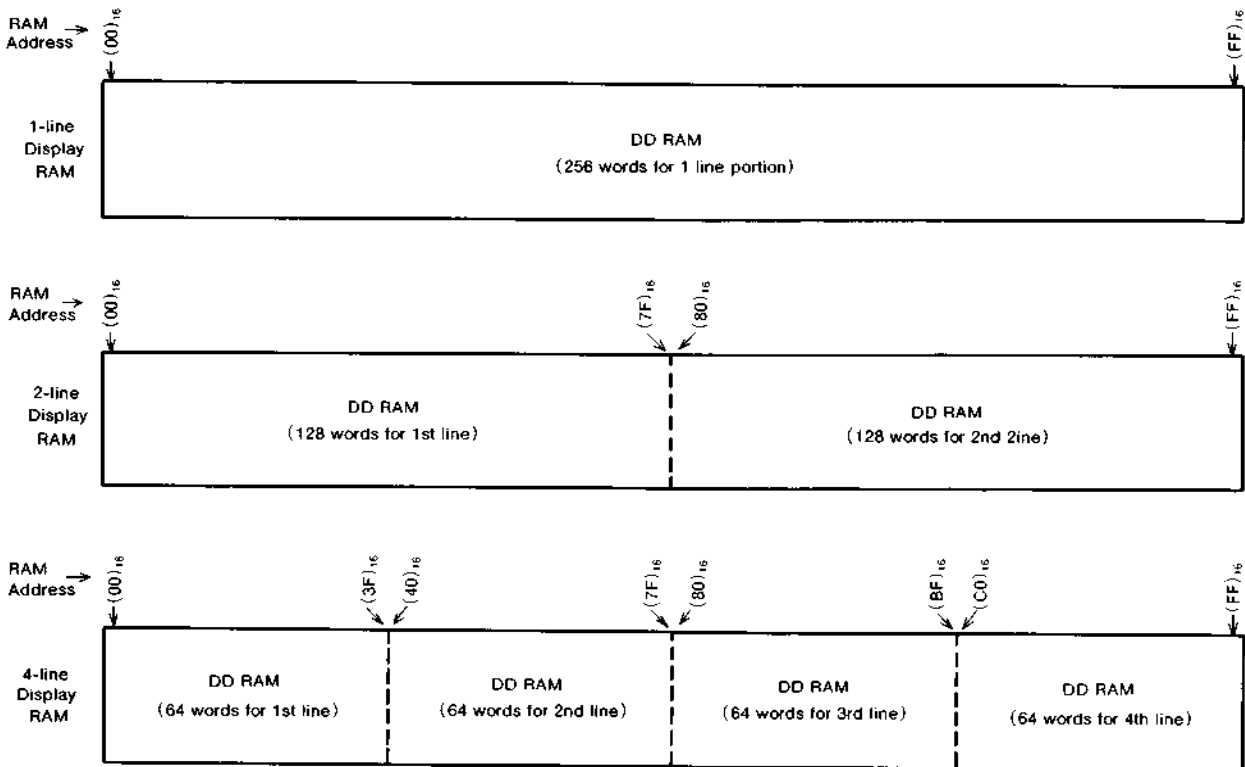 RAM
Address →
(00)₁₆
(FF)₁₆
1-line
Display
RAM
DD RAM
(256 words for 1 line portion)
RAM
Address →
(00)₁₆
(7F)₁₆
(80)₁₆
(FF)₁₆
2-line
Display
RAM
DD RAM
(128 words for 1st line)
DD RAM
(128 words for 2nd 2ine)
RAM
Address →
(00)₁₆
(3F)₁₆
(40)₁₆
(7F)₁₆
(80)₁₆
(BF)₁₆
(C0)₁₆
(FF)₁₆
4-line
Display
RAM
DD RAM
(64 words for 1st line)
DD RAM
(64 words for 2nd line)
DD RAM
(64 words for 3rd line)
DD RAM
(64 words for 4th line)